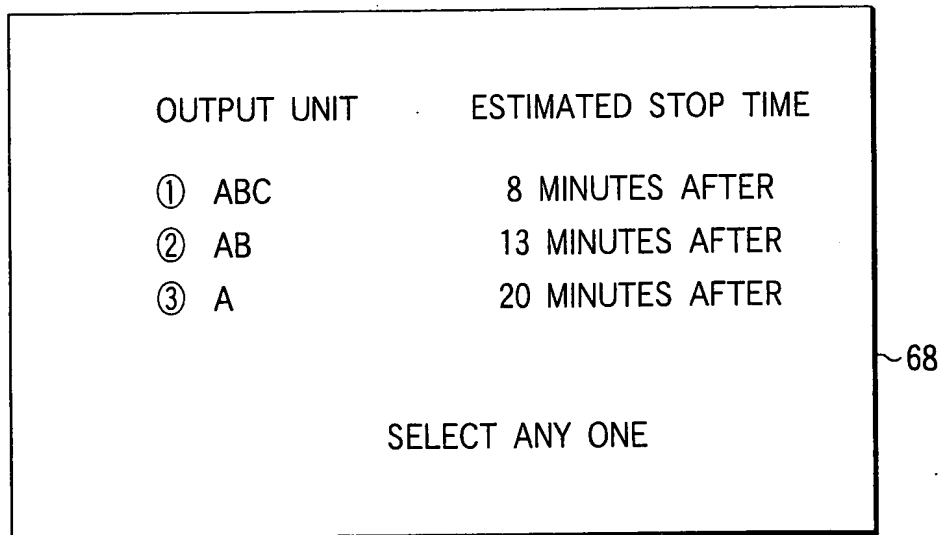 OUTPUT UNIT ESTIMATED STOP TIME
① ABC 8 MINUTES AFTER
② AB 13 MINUTES AFTER
③ A 20 MINUTES AFTER
68
SELECT ANY ONE